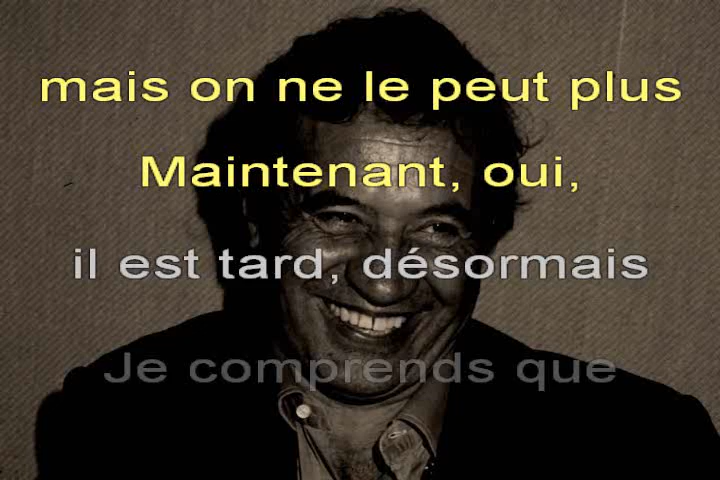 mais on ne le peut plus
Maintenant, oui,
il est tard, désormais
Je comprends que